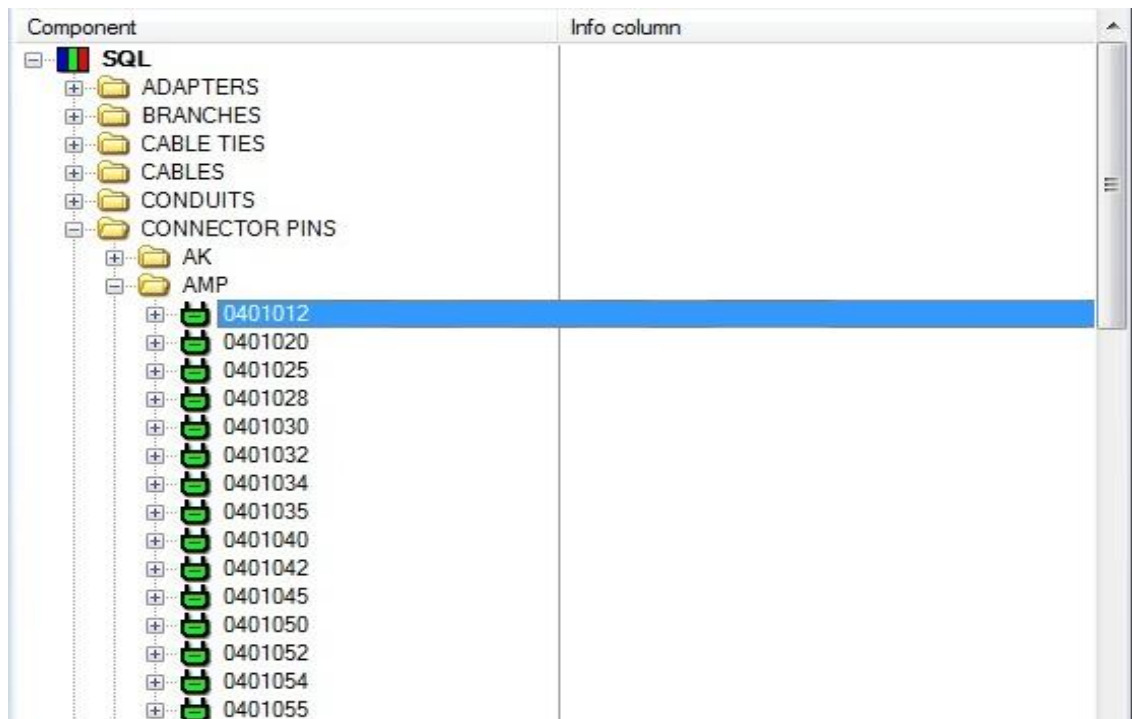 Component Info column
SQL
ADAPTERS
BRANCHES
CABLE TIES
CABLES
CONDUITS
CONNECTOR PINS
AK
AMP
0401012
0401020
0401025
0401028
0401030
0401032
0401034
0401035
0401040
0401042
0401045
0401050
0401052
0401054
0401055